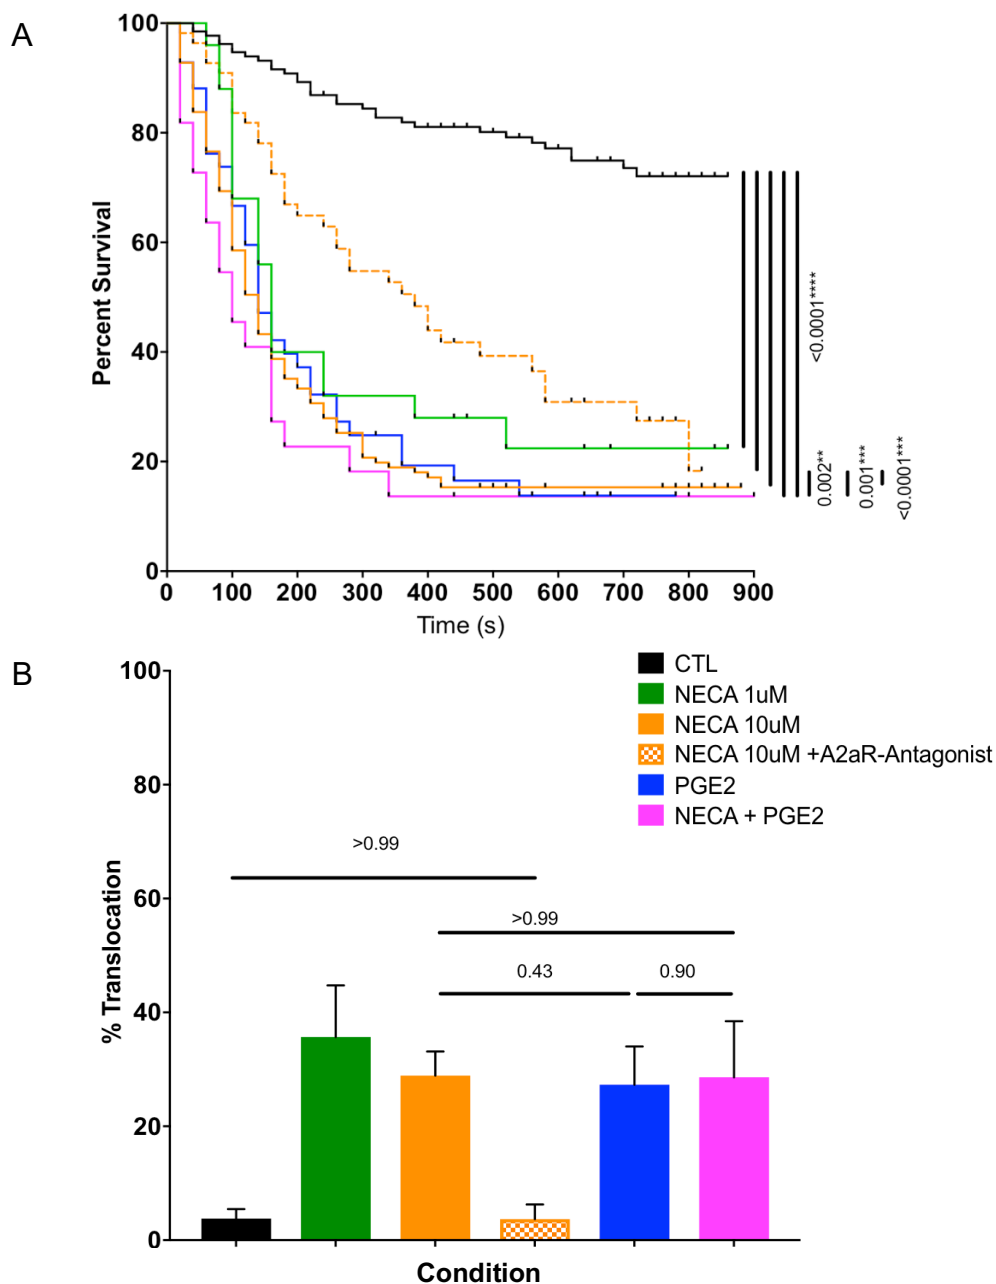 A
100
80
60
40
20
0
Percent Survival
0 100 200 300 400 500 600 700 800 900
Time (s)
<0.0001****
0.002**
0.001***
<0.0001***
B
CTL
NECA 1uM
NECA 10uM
NECA 10uM +A2aR-Antagonist
PGE2
NECA + PGE2
100
80
60
40
20
0
% Translocation
>0.99
>0.99
0.43 0.90
Condition